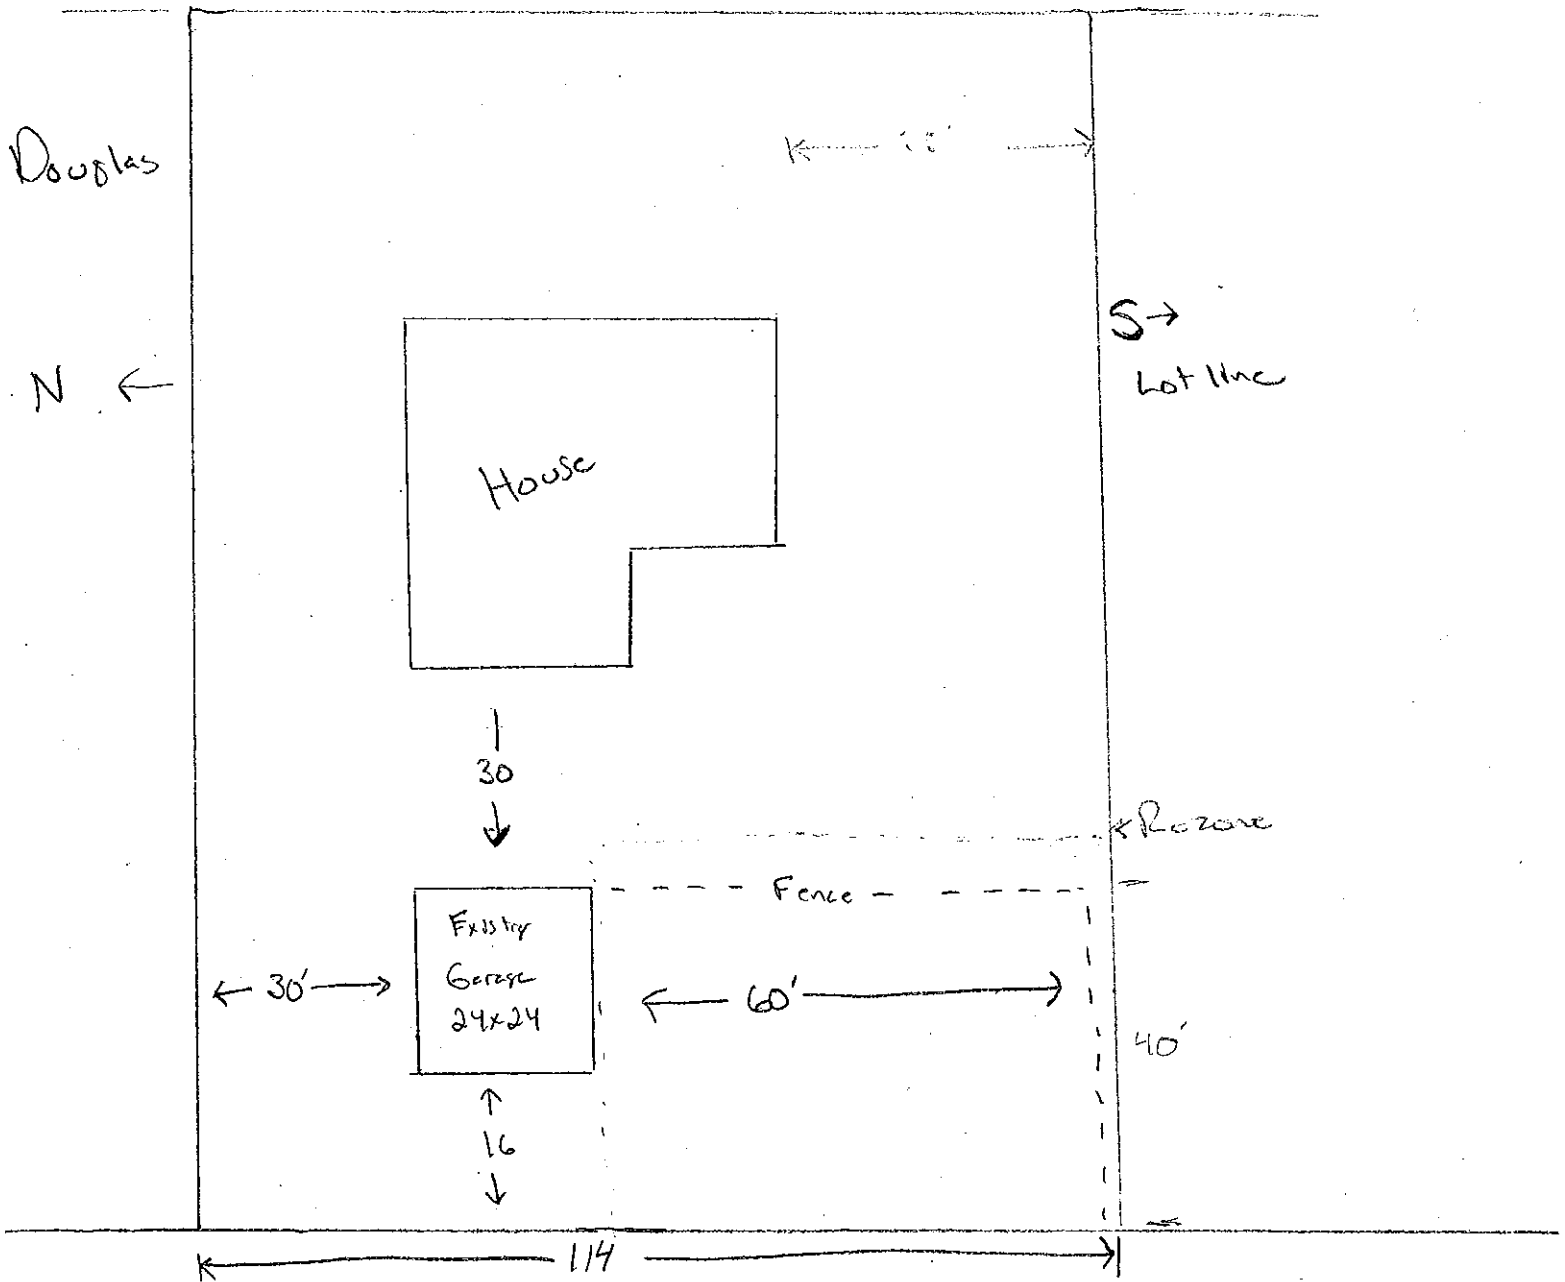 Douglas
S→
N ←
Lot line
House
30
Rezone
Fence
Existing
Garage
24x24
30'
60'
40'
16
114